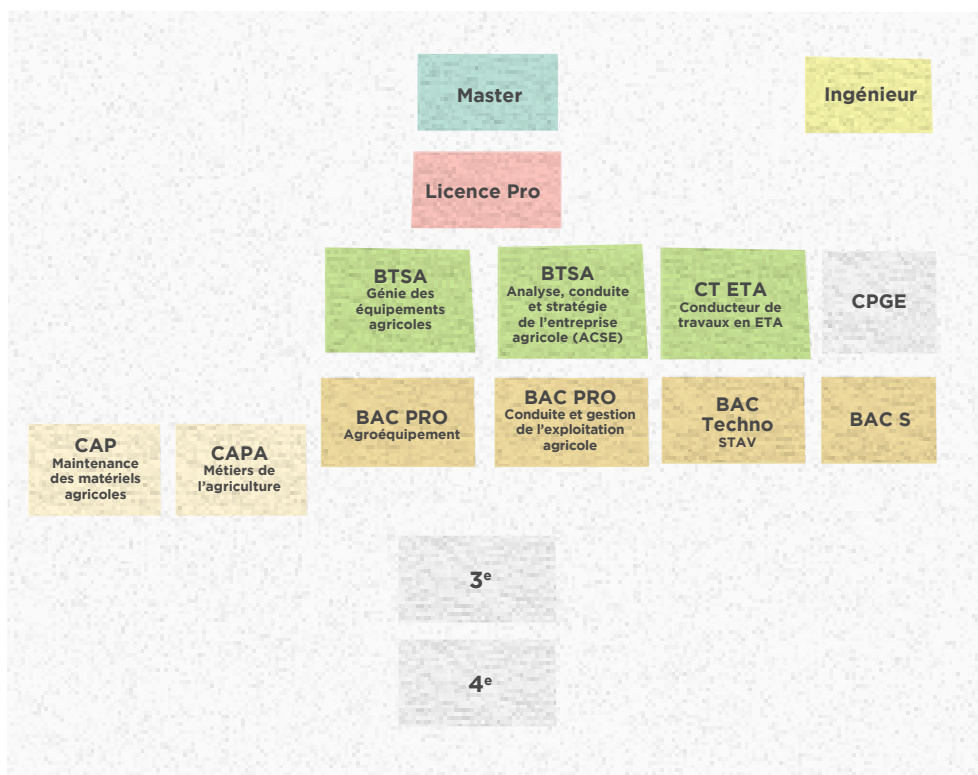 Master
Ingénieur
Licence Pro
BTSA
Génie des
équipements
agricoles
BTSA
Analyse, conduite
et stratégie
de l'entreprise
agricole (ACSE)
CT ETA
Conducteur de
travaux en ETA
CPGE
BAC PRO
Agroéquipement
BAC PRO
Conduite et gestion
de l'exploitation
agricole
BAC
Techno
STAV
BAC S
CAP
Maintenance
des matériels
agricoles
CAPA
Métiers de
l'agriculture
3e
4e